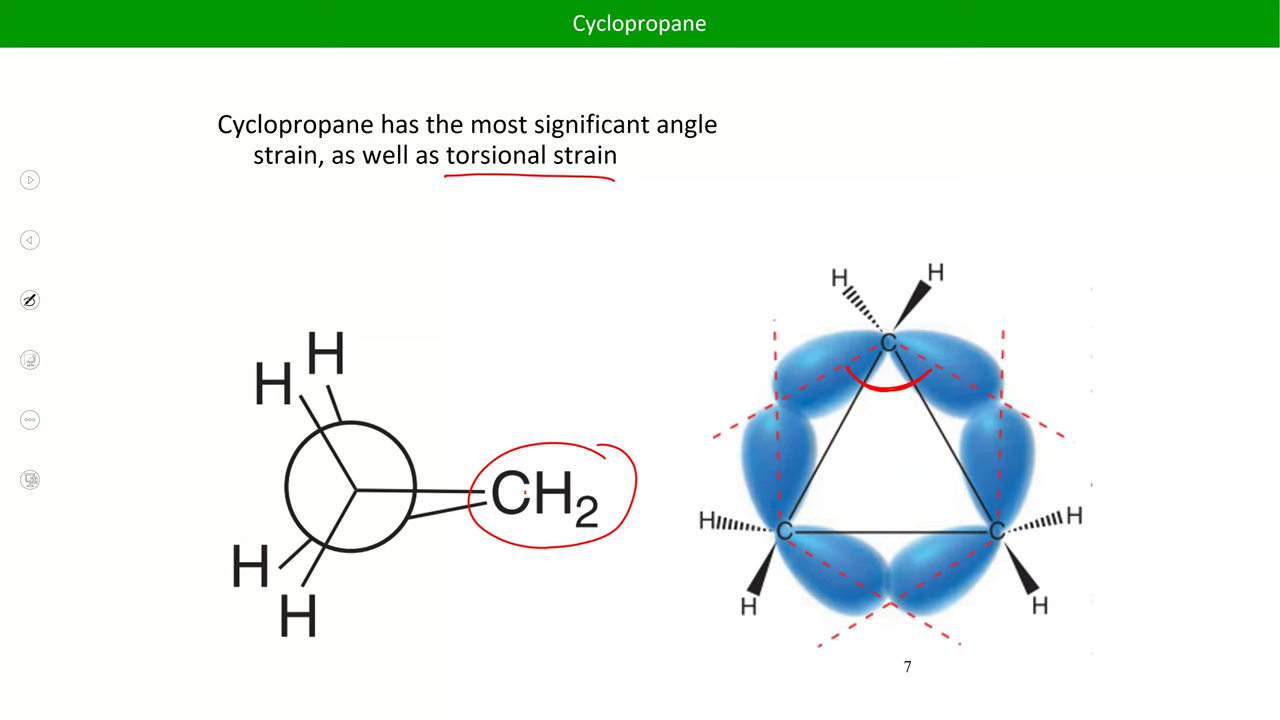 Cyclopropane
Cyclopropane has the most significant angle
strain, as well as torsional strain
H
H
CH₂
H
H
H H
C
H C C H
H H
7